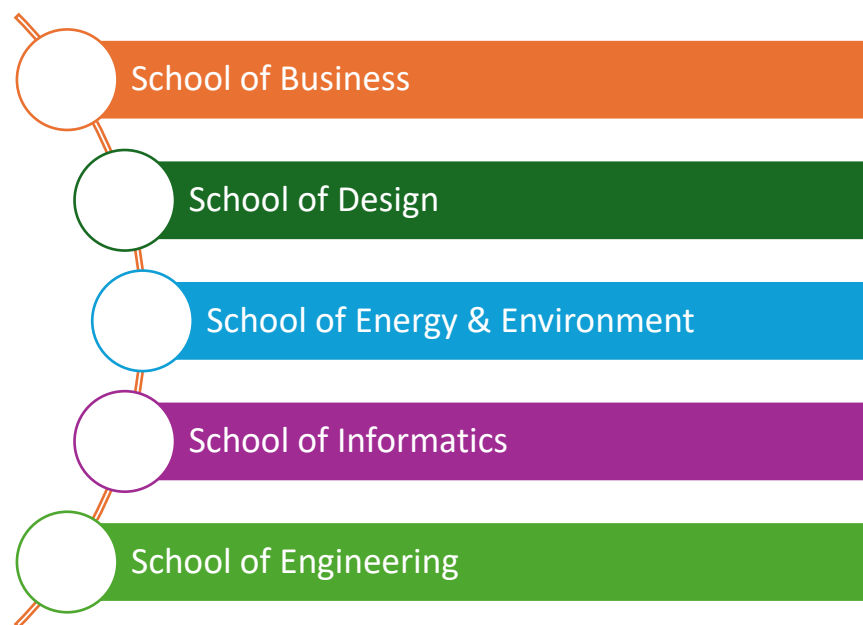 School of Business
School of Design
School of Energy & Environment
School of Informatics
School of Engineering